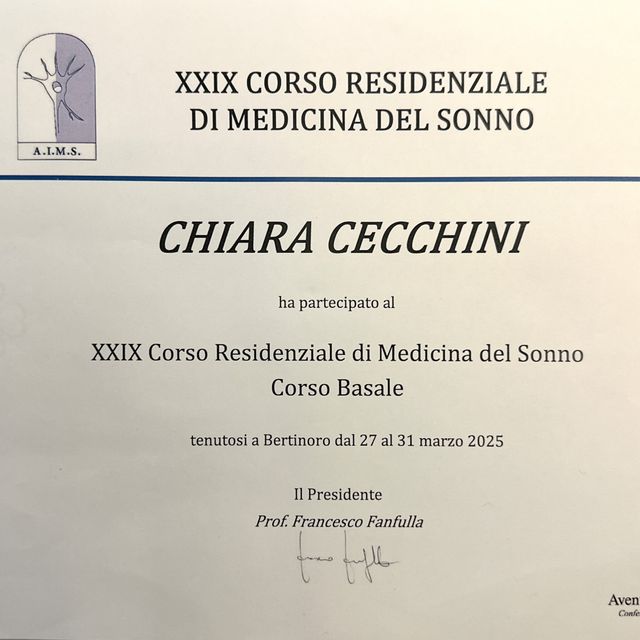 A.I.M.S.
XXIX CORSO RESIDENZIALE
DI MEDICINA DEL SONNO
CHIARA CECCHINI
ha partecipato al
XXIX Corso Residenziale di Medicina del Sonno
Corso Basale
tenutosi a Bertinoro dal 27 al 31 marzo 2025
Il Presidente
Prof. Francesco Fanfulla